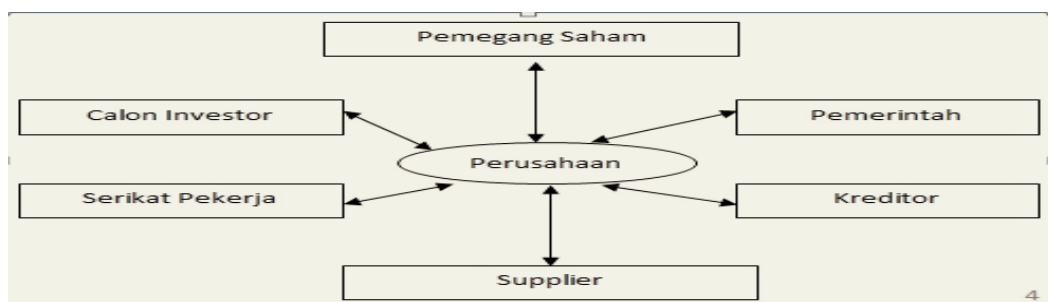 Pemegang Saham
Calon Investor
Pemerintah
Perusahaan
Serikat Pekerja
Kreditor
Supplier
4